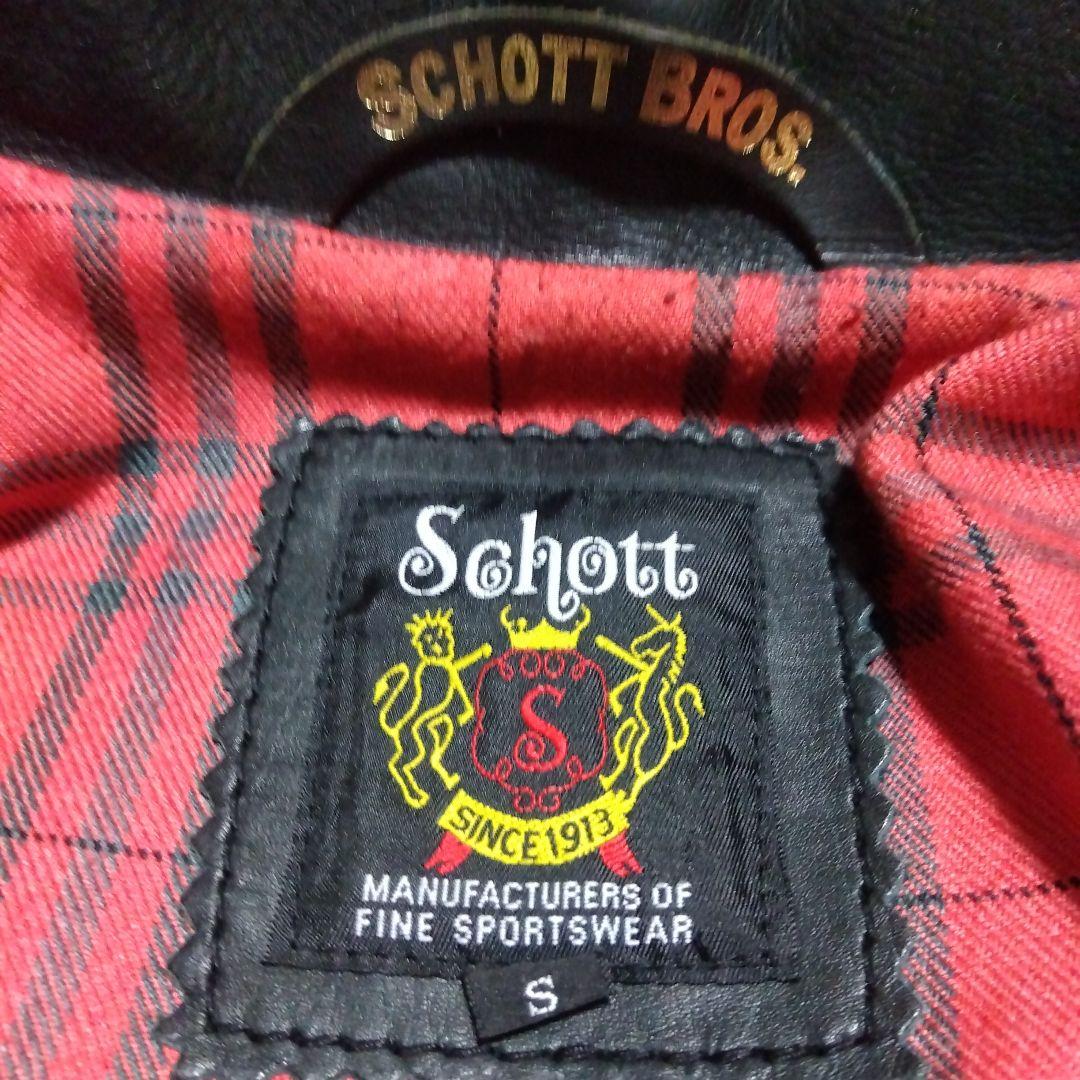 SCHOTT BROS.
Schott
S
SINCE 1913
MANUFACTURERS OF
FINE SPORTSWEAR
S